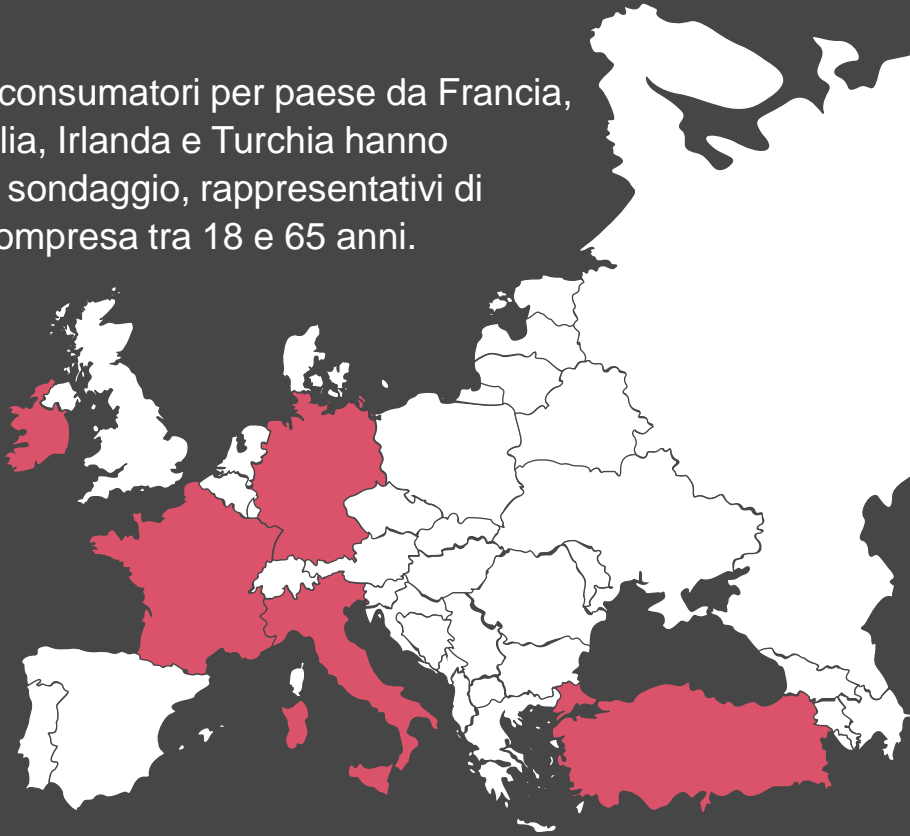 consumatori per paese da Francia,
lia, Irlanda e Turchia hanno
sondaggio, rappresentativi di
ompresa tra 18 e 65 anni.